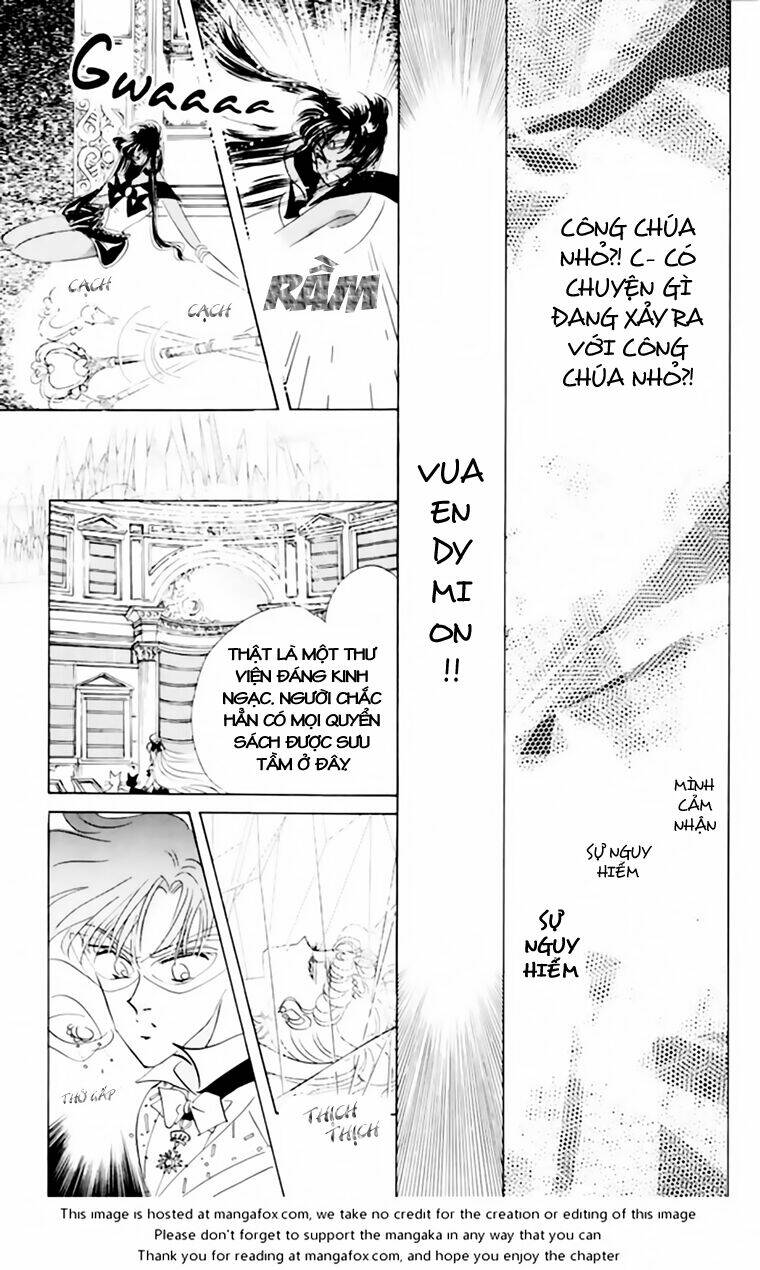 CÔNG CHÚA
NHỎ?! C- CÓ
CHUYỆN GÌ
ĐANG XẢY RA
VỚI CÔNG
CHÚA NHỎ?!
MÌNH
CẢM
NHẬN
SỰ NGUY
HIỂM
SỰ
NGUY
HIỂM
VUA
EN
DY
MI
ON
!!
Gwaaaa
RẦM
CẠCH
CẠCH
THẬT LÀ MỘT THƯ
VIỆN ĐÁNG KINH
NGẠC. NGƯỜI CHẮC
HẲN CÓ MỌI QUYỂN
SÁCH ĐƯỢC SƯU
TẦM Ở ĐÂY.
THỊCH
THỊCH
THỞ GẤP
This image is hosted at mangafox.com, we take no credit for the creation or editing of this image
Please don't forget to support the mangaka in any way that you can
Thank you for reading at mangafox.com, and hope you enjoy the chapter